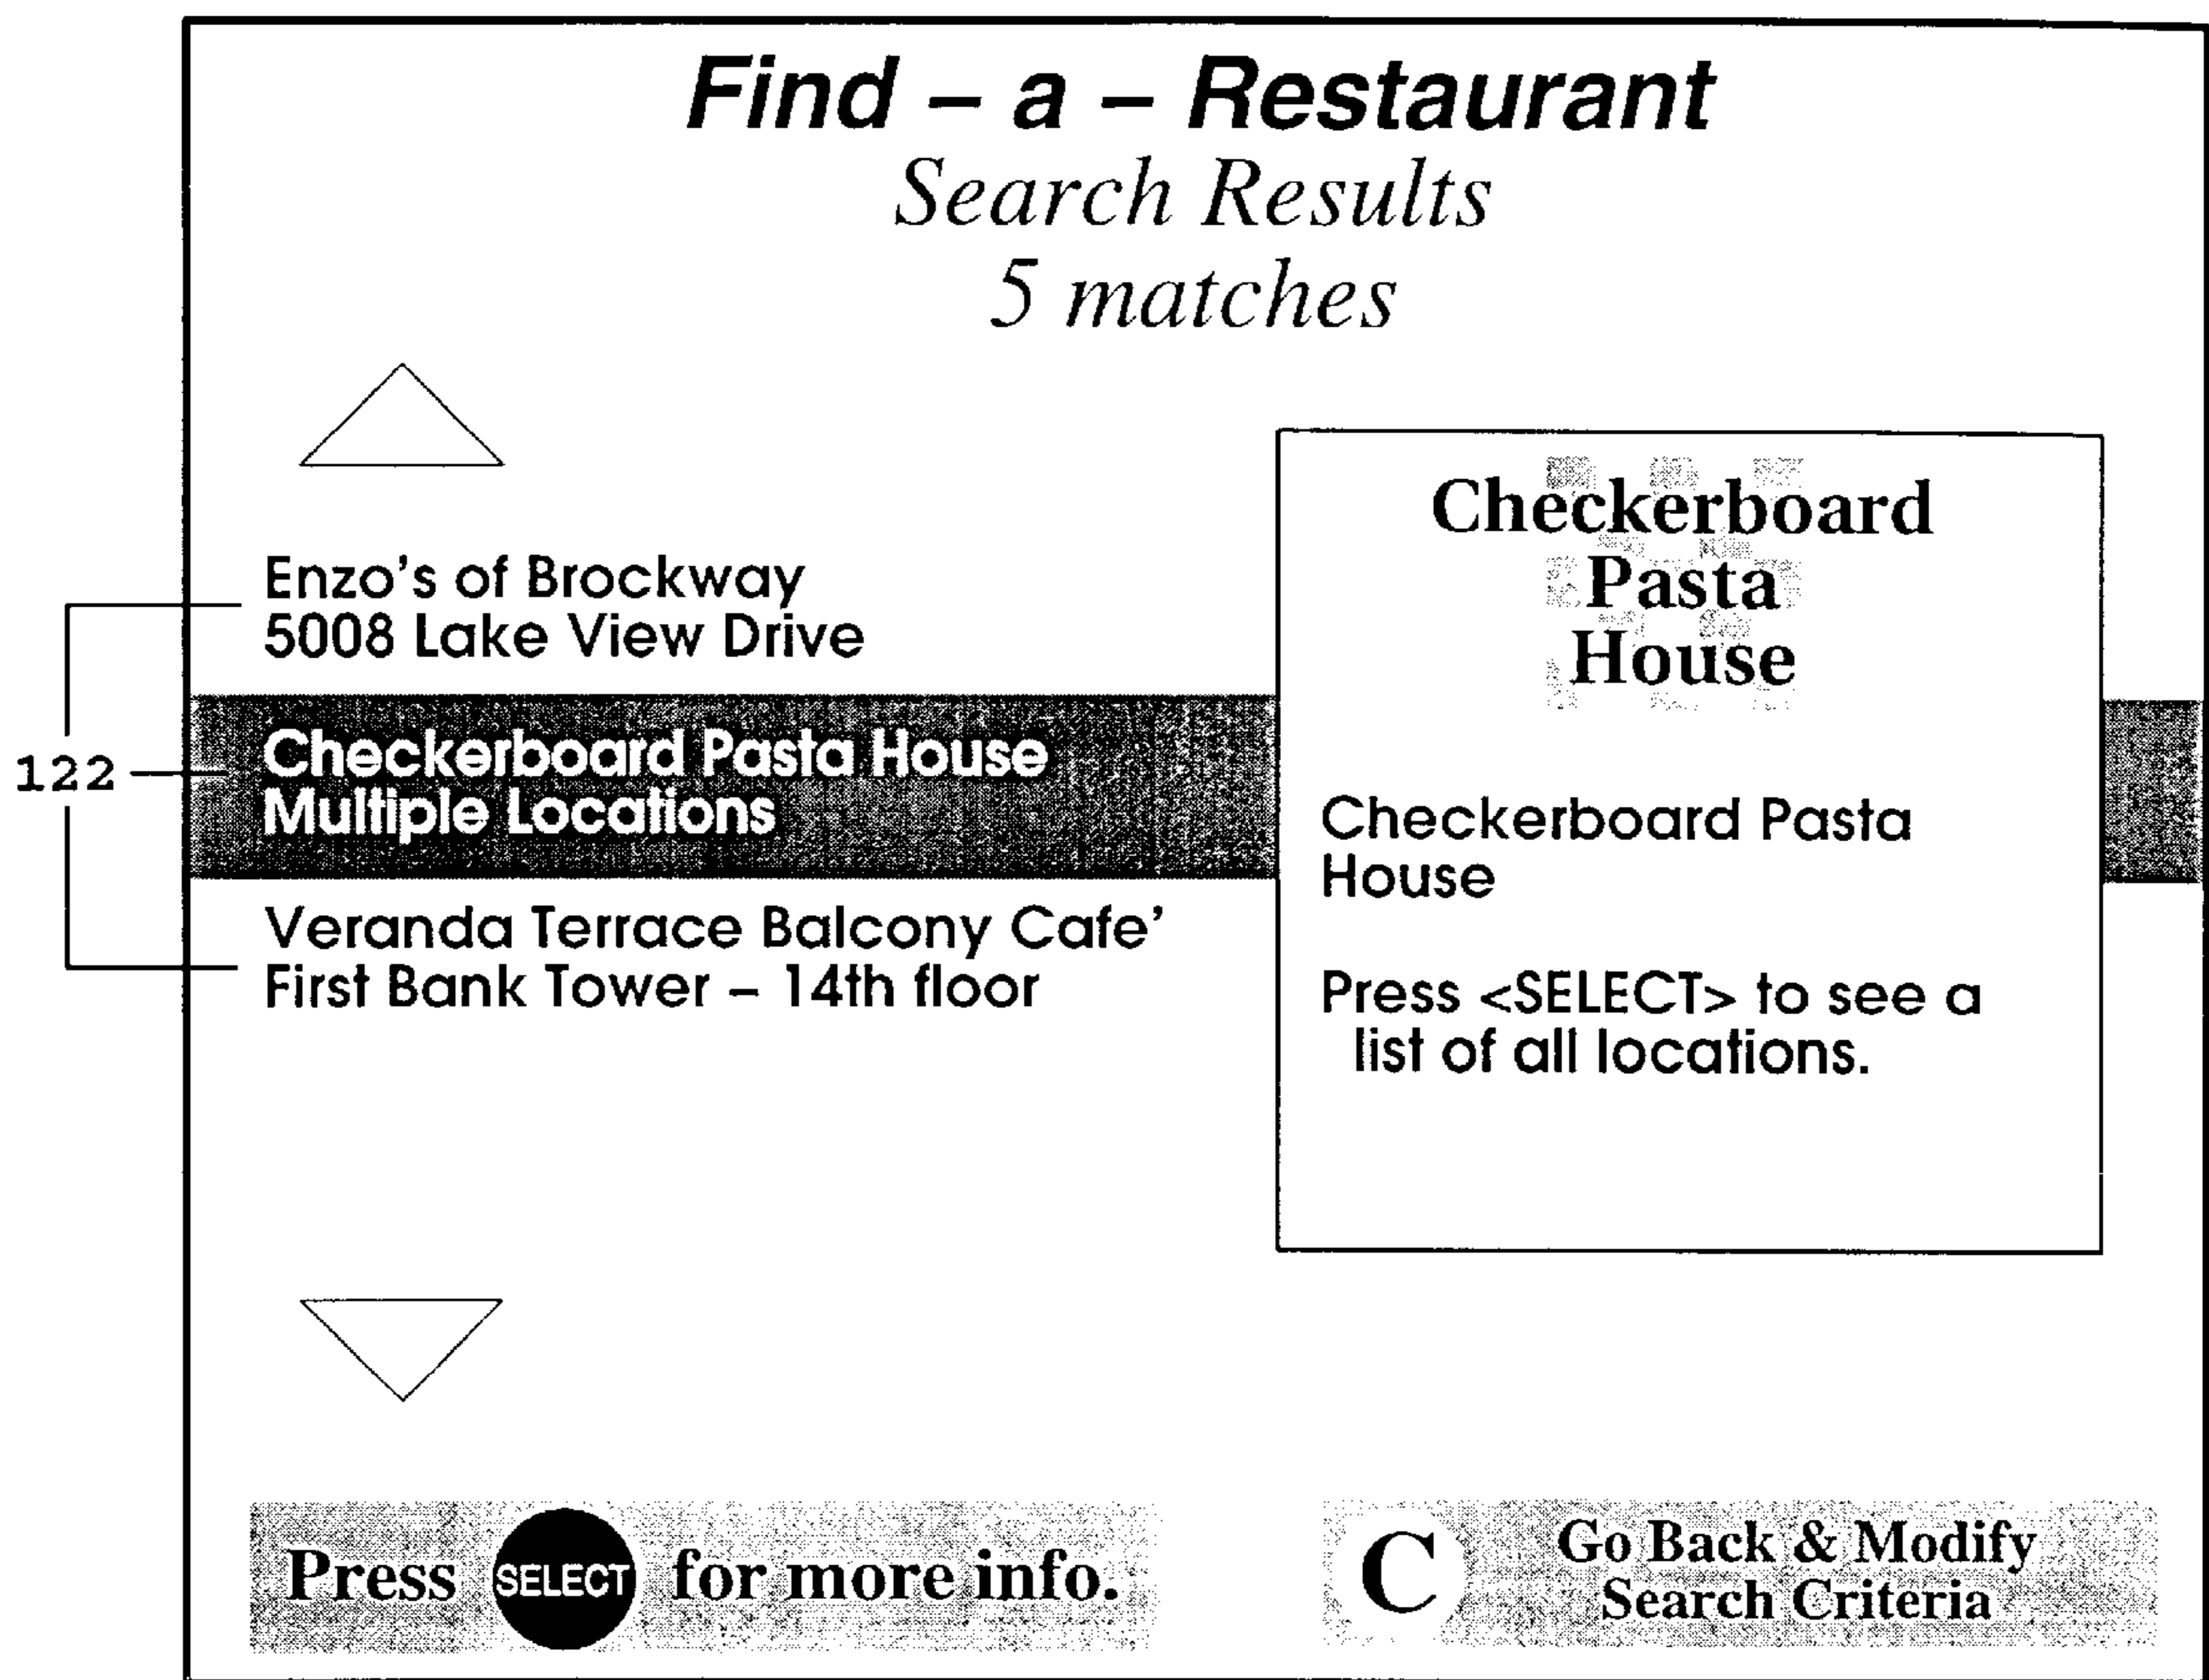 Find – a – Restaurant
Search Results
5 matches
Enzo's of Brockway
5008 Lake View Drive
122
Checkerboard Pasta House
Multiple Locations
Veranda Terrace Balcony Cafe'
First Bank Tower – 14th floor
Checkerboard
Pasta
House
Checkerboard Pasta
House
Press <SELECT> to see a
list of all locations.
Press SELECT for more info.
C Go Back & Modify
Search Criteria